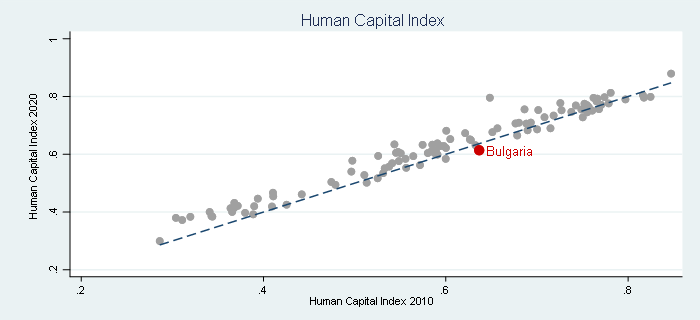 Human Capital Index
Human Capital Index 2020
1
.8
.6
.4
.2
Bulgaria
.2
.4
.6
.8
Human Capital Index 2010